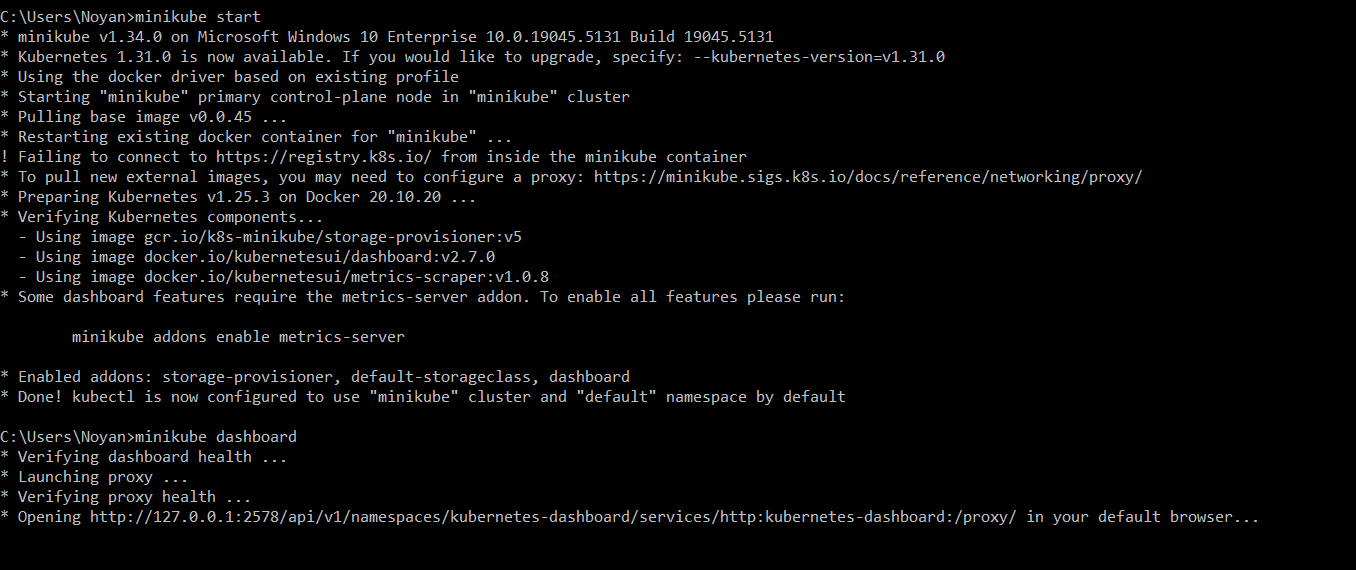 C:\Users\Noyan>minikube start
* minikube v1.34.0 on Microsoft Windows 10 Enterprise 10.0.19045.5131 Build 19045.5131
* Kubernetes 1.31.0 is now available. If you would like to upgrade, specify: --kubernetes-version=v1.31.0
* Using the docker driver based on existing profile
* Starting "minikube" primary control-plane node in "minikube" cluster
* Pulling base image v0.0.45 ...
* Restarting existing docker container for "minikube" ...
! Failing to connect to https://registry.k8s.io/ from inside the minikube container
* To pull new external images, you may need to configure a proxy: https://minikube.sigs.k8s.io/docs/reference/networking/proxy/
* Preparing Kubernetes v1.25.3 on Docker 20.10.20 ...
* Verifying Kubernetes components...
  - Using image gcr.io/k8s-minikube/storage-provisioner:v5
  - Using image docker.io/kubernetesui/dashboard:v2.7.0
  - Using image docker.io/kubernetesui/metrics-scraper:v1.0.8
* Some dashboard features require the metrics-server addon. To enable all features please run:
        minikube addons enable metrics-server
* Enabled addons: storage-provisioner, default-storageclass, dashboard
* Done! kubectl is now configured to use "minikube" cluster and "default" namespace by default
C:\Users\Noyan>minikube dashboard
* Verifying dashboard health ...
* Launching proxy ...
* Verifying proxy health ...
* Opening http://127.0.0.1:2578/api/v1/namespaces/kubernetes-dashboard/services/http:kubernetes-dashboard:/proxy/ in your default browser...